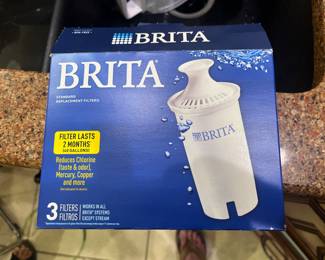 BRITA
BRITA®
STANDARD
REPLACEMENT FILTERS
BRITA
FILTER LASTS
2 MONTHS*
(40 GALLONS)
Reduces Chlorine
(taste & odor),
Mercury, Copper
and more
3 FILTERS
FILTROS
WORKS IN ALL
BRITA® SYSTEMS
EXCEPT STREAM